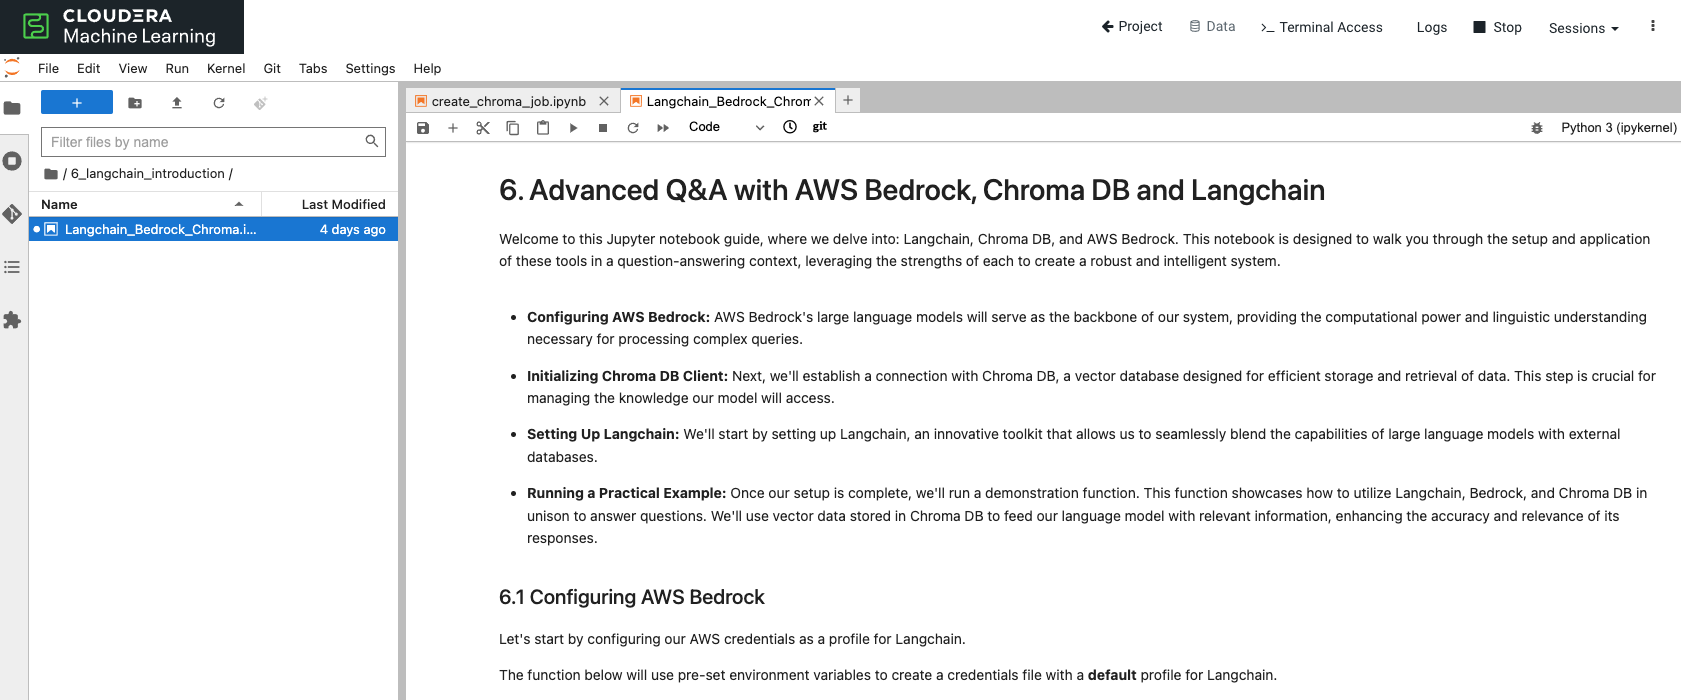 CLOUDERA
Machine Learning
Project Data >_ Terminal Access Logs Stop Sessions
File Edit View Run Kernel Git Tabs Settings Help
create_chroma_job.ipynb Langchain_Bedrock_Chrom
Code git Python 3 (ipykernel)
Filter files by name
/ 6_langchain_introduction /
Name Last Modified
Langchain_Bedrock_Chroma.i... 4 days ago
6. Advanced Q&A with AWS Bedrock, Chroma DB and Langchain
Welcome to this Jupyter notebook guide, where we delve into: Langchain, Chroma DB, and AWS Bedrock. This notebook is designed to walk you through the setup and application
of these tools in a question-answering context, leveraging the strengths of each to create a robust and intelligent system.
• Configuring AWS Bedrock: AWS Bedrock's large language models will serve as the backbone of our system, providing the computational power and linguistic understanding
necessary for processing complex queries.
• Initializing Chroma DB Client: Next, we'll establish a connection with Chroma DB, a vector database designed for efficient storage and retrieval of data. This step is crucial for
managing the knowledge our model will access.
• Setting Up Langchain: We'll start by setting up Langchain, an innovative toolkit that allows us to seamlessly blend the capabilities of large language models with external
databases.
• Running a Practical Example: Once our setup is complete, we'll run a demonstration function. This function showcases how to utilize Langchain, Bedrock, and Chroma DB in
unison to answer questions. We'll use vector data stored in Chroma DB to feed our language model with relevant information, enhancing the accuracy and relevance of its
responses.
6.1 Configuring AWS Bedrock
Let's start by configuring our AWS credentials as a profile for Langchain.
The function below will use pre-set environment variables to create a credentials file with a default profile for Langchain.